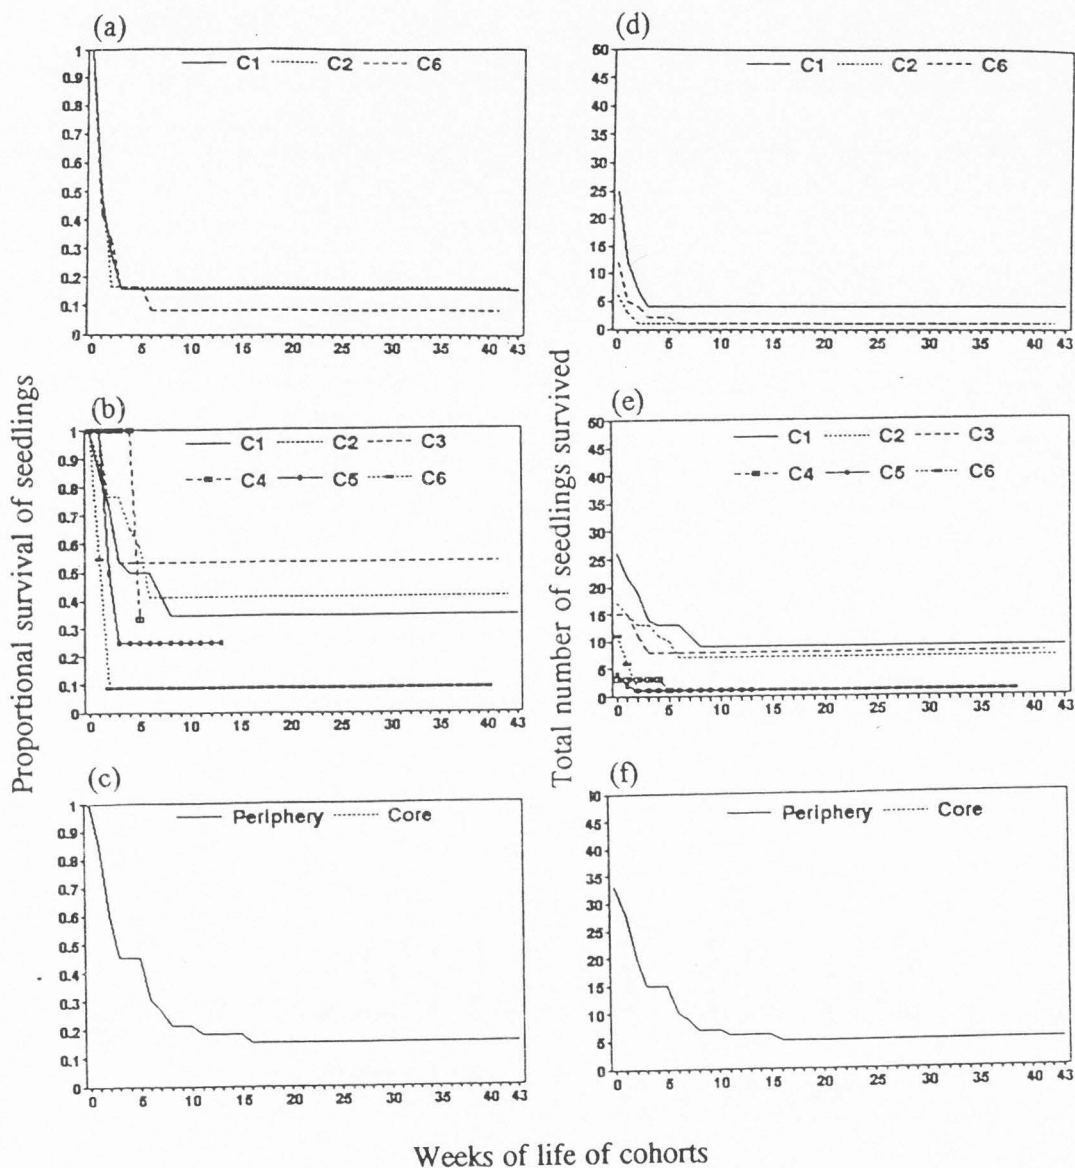 (a)
C1 C2 C6
1
0.9
0.8
0.7
0.6
0.5
0.4
0.3
0.2
0.1
0
0 5 10 15 20 25 30 35 40 43
(b)
C1 C2 C3
C4 C5 C6
1
0.9
0.8
0.7
0.6
0.5
0.4
0.3
0.2
0.1
0
0 5 10 15 20 25 30 35 40 43
(c)
Periphery Core
1
0.9
0.8
0.7
0.6
0.5
0.4
0.3
0.2
0.1
0
0 5 10 15 20 25 30 35 40 43
Proportional survival of seedlings
(d)
C1 C2 C6
50
45
40
35
30
25
20
15
10
5
0
0 5 10 15 20 25 30 35 40 43
(e)
C1 C2 C3
C4 C5 C6
50
45
40
35
30
25
20
15
10
5
0
0 5 10 15 20 25 30 35 40 43
(f)
Periphery Core
50
45
40
35
30
25
20
15
10
5
0
0 5 10 15 20 25 30 35 40 43
Total number of seedlings survived
Weeks of life of cohorts